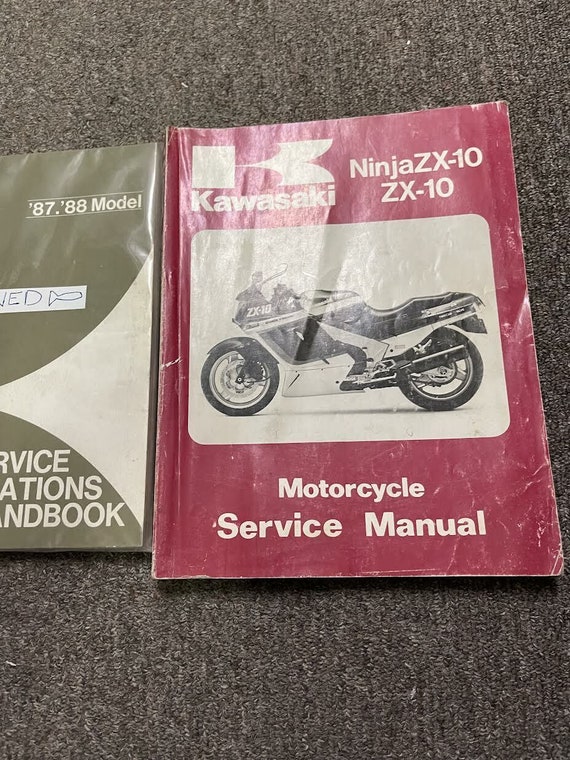 '87.'88 Model
RVICE
ATIONS
ANDBOOK
Kawasaki
NinjaZX-10
ZX-10
ZX-10
Motorcycle
Service Manual